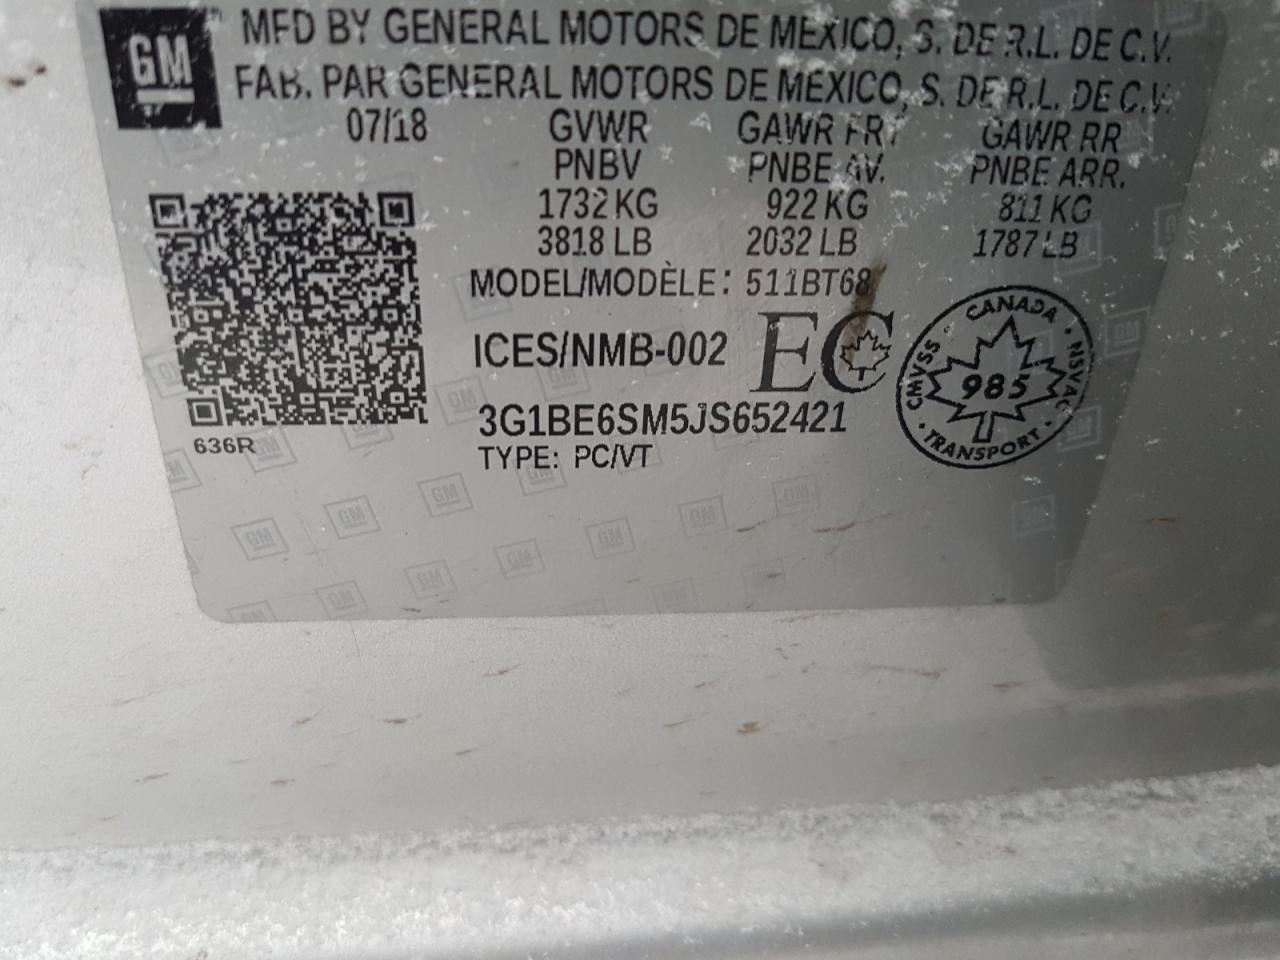 GM
MFD BY GENERAL MOTORS DE MEXICO, S. DE R.L. DE C.V.
FAB. PAR GENERAL MOTORS DE MEXICO, S. DE R.L. DE C.V.
07/18 GVWR GAWR FRT GAWR RR
PNBV PNBE AV. PNBE ARR.
1732 KG 922 KG 811 KG
3818 LB 2032 LB 1787 LB
MODEL/MODÈLE: 511BT68
ICES/NMB-002 EC
CANADA
CMVSS 985 NSVAC
TRANSPORT
3G1BE6SM5JS652421
636R
TYPE: PC/VT